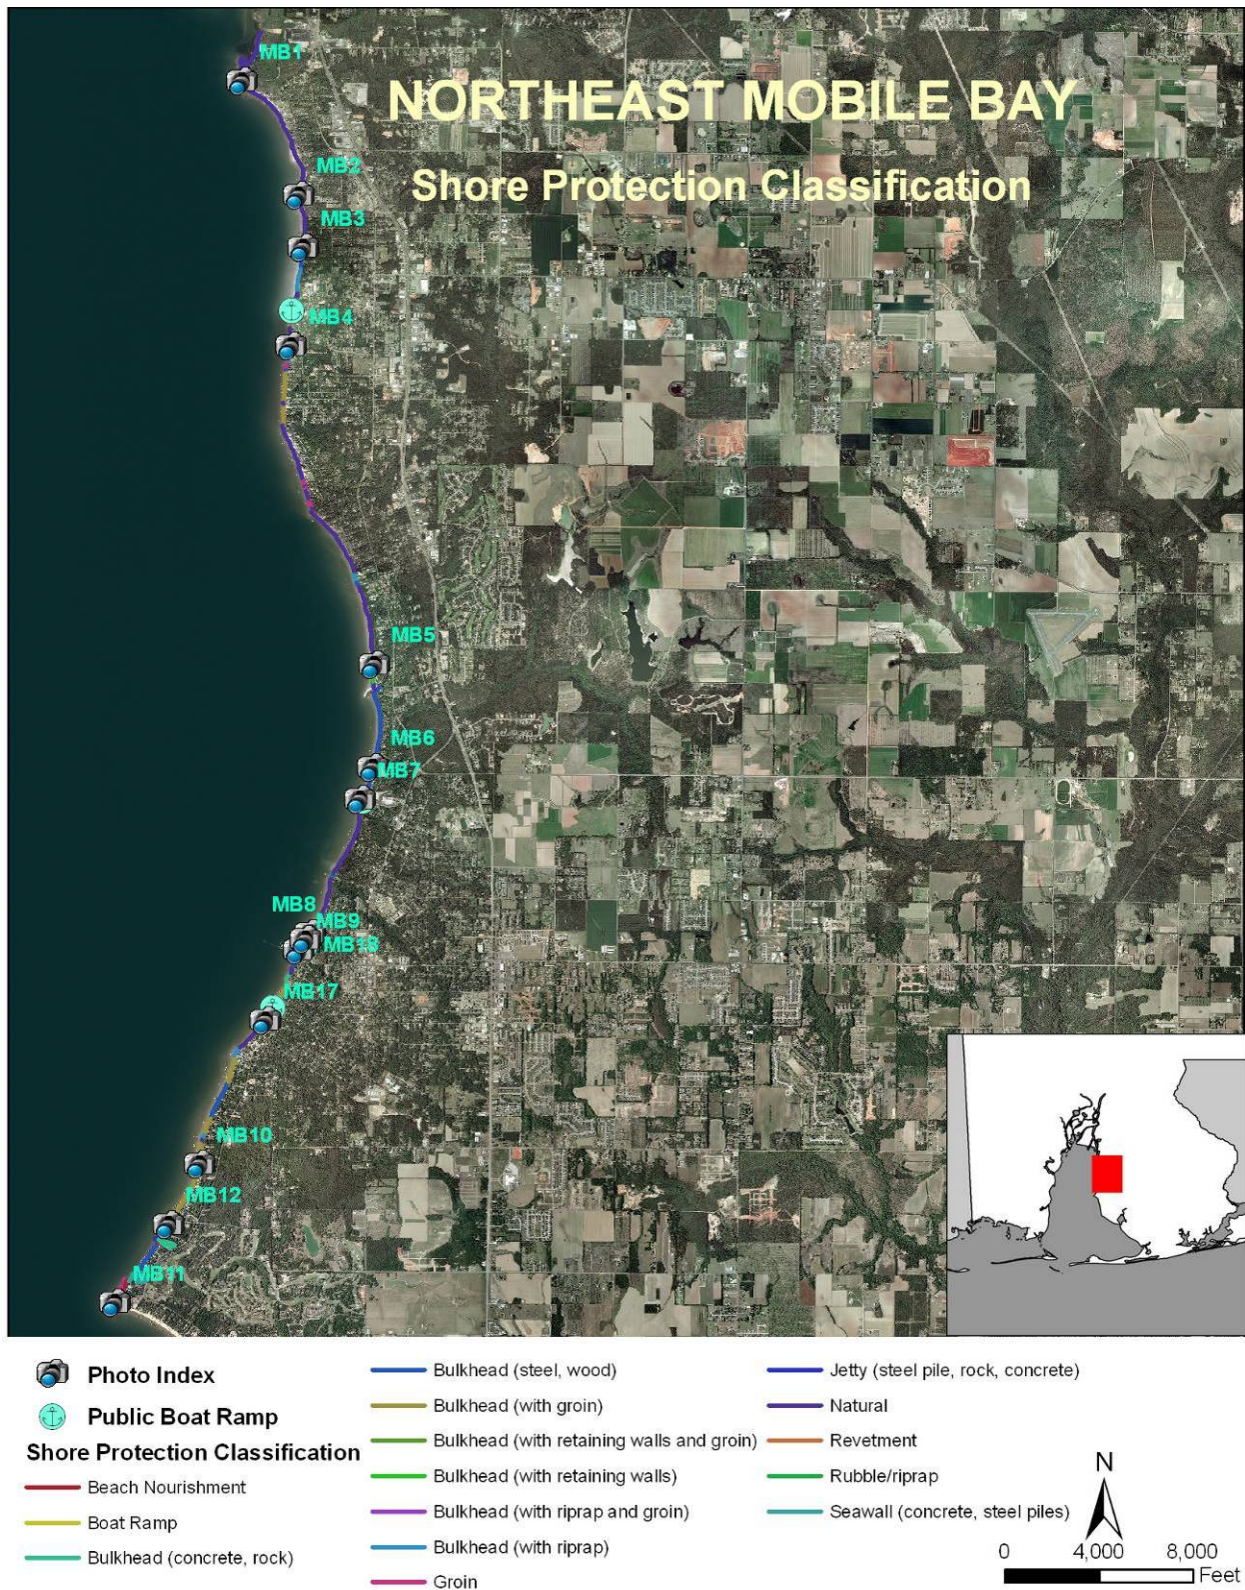 MB1
NORTHEAST MOBILE BAY
Shore Protection Classification
MB2
MB3
MB4
MB5
MB6
MB7
MB8
MB9
MB18
MB17
MB10
MB12
MB11
Photo Index
Public Boat Ramp
Shore Protection Classification
Beach Nourishment
Boat Ramp
Bulkhead (concrete, rock)
Bulkhead (steel, wood)
Bulkhead (with groin)
Bulkhead (with retaining walls and groin)
Bulkhead (with retaining walls)
Bulkhead (with riprap and groin)
Bulkhead (with riprap)
Groin
Jetty (steel pile, rock, concrete)
Natural
Revetment
Rubble/riprap
Seawall (concrete, steel piles)
N
0 4,000 8,000
Feet